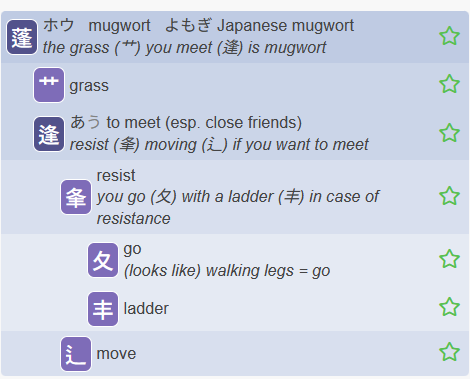 蓬 ホウ mugwort よもぎ Japanese mugwort
the grass (艹) you meet (逢) is mugwort
艹 grass
逢 あう to meet (esp. close friends)
resist (夆) moving (辶) if you want to meet
夆 resist
you go (夂) with a ladder (丰) in case of
resistance
夂 go
(looks like) walking legs = go
丰 ladder
辶 move